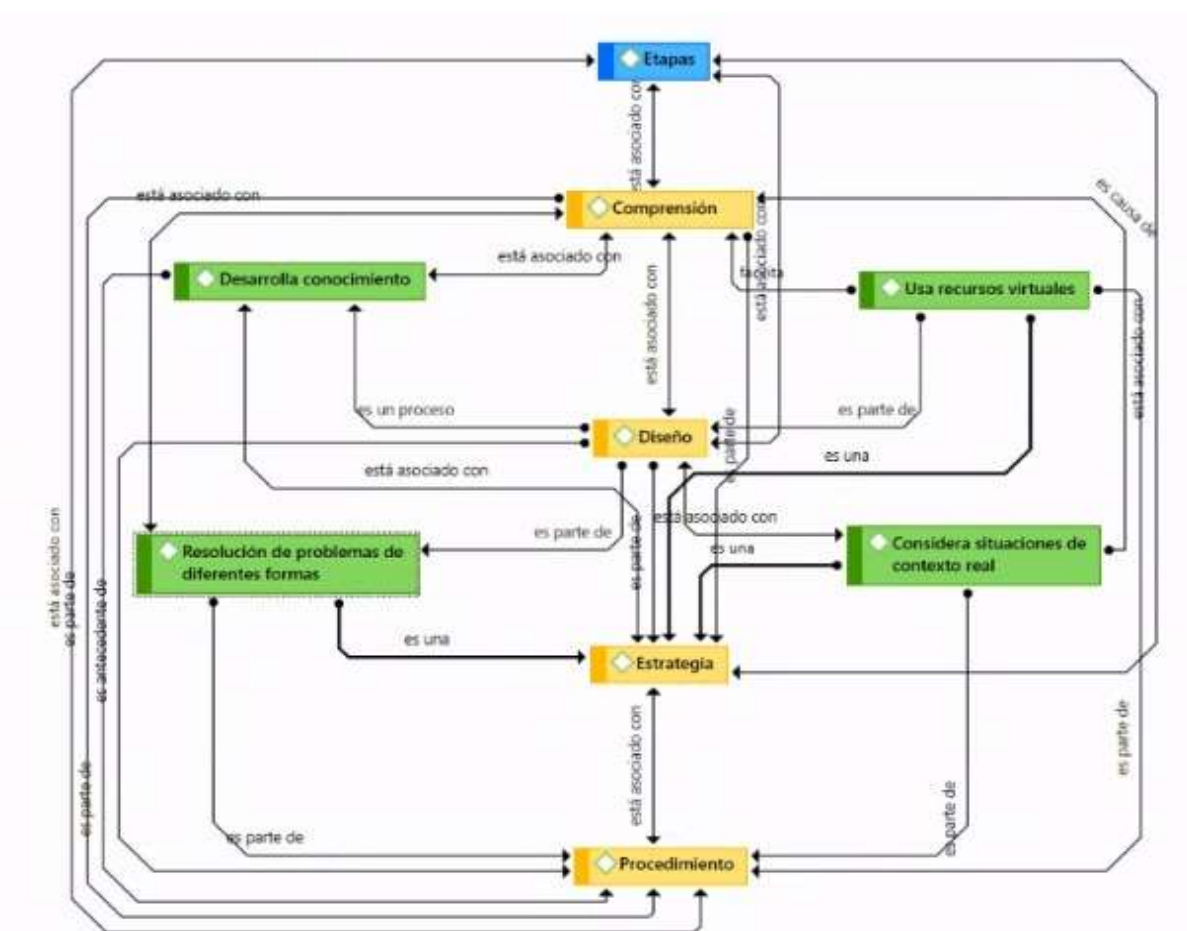 Etapas
está asociado con
es causa de
está asociado con
Comprensión
está asociado con
está asociado con
facilita
Desarrolla conocimiento
Usa recursos virtuales
está asociado con
está asociado con
es un proceso
es parte de
Diseño
es parte de
es una
está asociado con
es parte de
está asociado con
es parte de
es una
Resolución de problemas de
diferentes formas
Considera situaciones de
contexto real
está asociado con
es parte de
es antecedente de
es una
Estrategia
está asociado con
es parte de
es parte de
es parte de
es parte de
Procedimiento